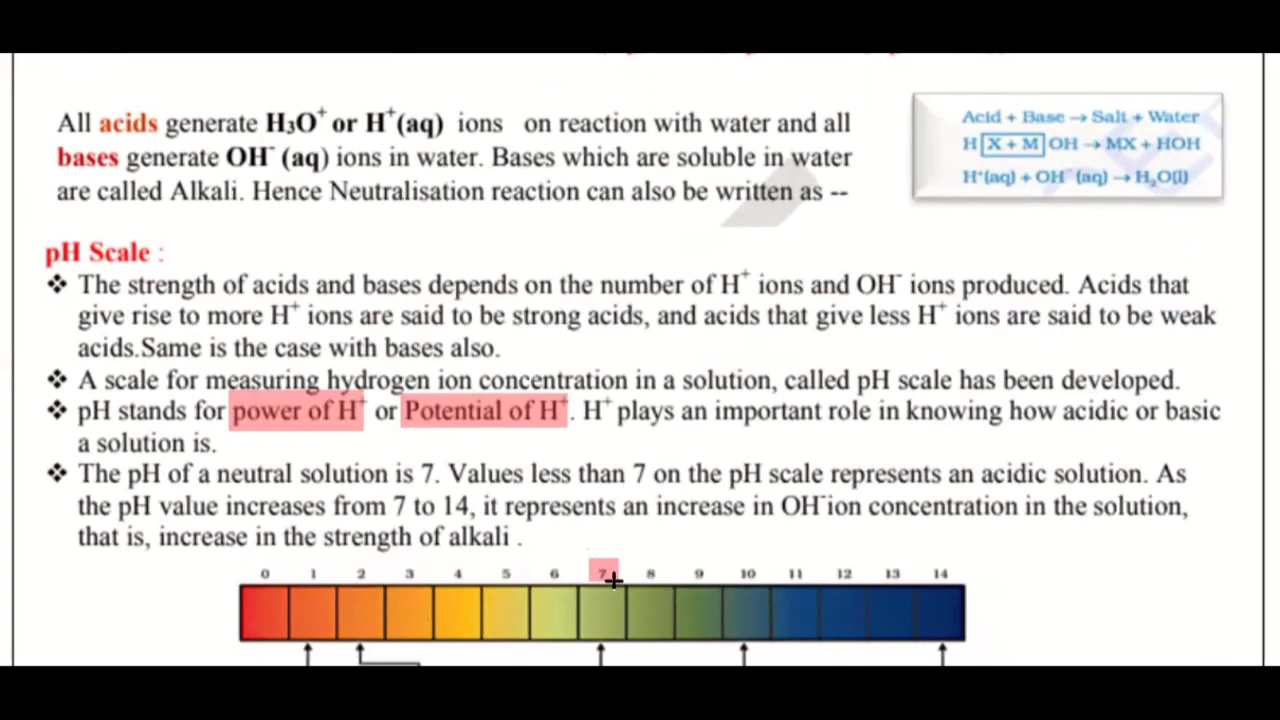 All acids generate H₃O⁺ or H⁺(aq) ions on reaction with water and all
bases generate OH⁻ (aq) ions in water. Bases which are soluble in water
are called Alkali. Hence Neutralisation reaction can also be written as --
Acid + Base → Salt + Water
H X + M OH → MX + HOH
H⁺(aq) + OH⁻ (aq) → H₂O(l)
pH Scale :
❖ The strength of acids and bases depends on the number of H⁺ ions and OH⁻ ions produced. Acids that
give rise to more H⁺ ions are said to be strong acids, and acids that give less H⁺ ions are said to be weak
acids.Same is the case with bases also.
❖ A scale for measuring hydrogen ion concentration in a solution, called pH scale has been developed.
❖ pH stands for power of H⁺ or Potential of H⁺. H⁺ plays an important role in knowing how acidic or basic
a solution is.
❖ The pH of a neutral solution is 7. Values less than 7 on the pH scale represents an acidic solution. As
the pH value increases from 7 to 14, it represents an increase in OH⁻ion concentration in the solution,
that is, increase in the strength of alkali .
0 1 2 3 4 5 6 7 8 9 10 11 12 13 14